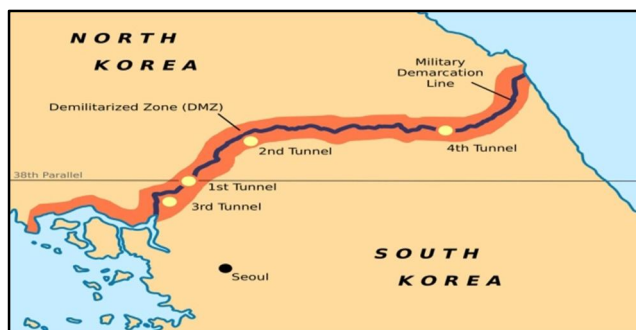 NORTH
KOREA
Military
Demarcation
Line
Demilitarized Zone (DMZ)
2nd Tunnel
4th Tunnel
38th Parallel
1st Tunnel
3rd Tunnel
SOUTH
KOREA
Seoul